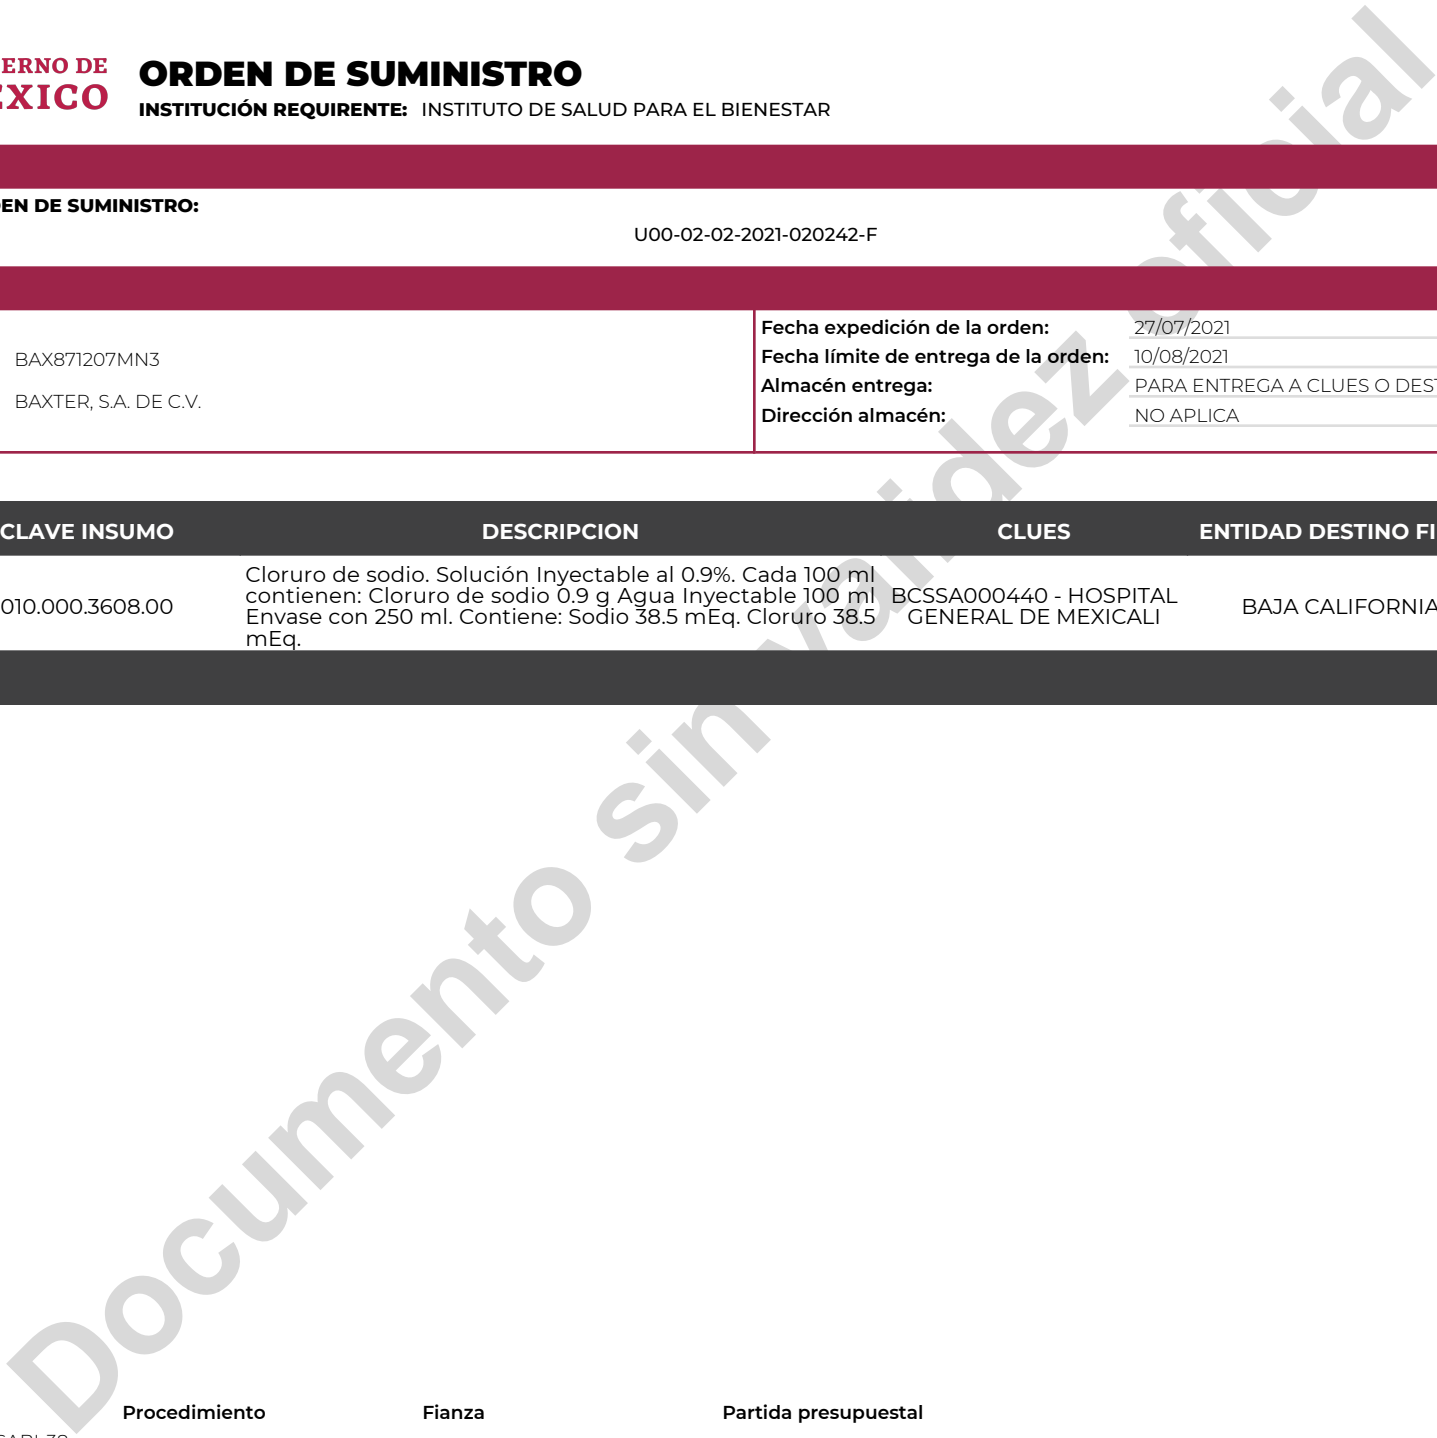 ERNO DE
ORDEN DE SUMINISTRO
INSTITUCIÓN REQUIRENTE: INSTITUTO DE SALUD PARA EL BIENESTAR
EN DE SUMINISTRO:
U00-02-02-2021-020242-F
BAX871207MN3
BAXTER, S.A. DE C.V.
Fecha expedición de la orden: 27/07/2021
Fecha límite de entrega de la orden: 10/08/2021
Almacén entrega: PARA ENTREGA A CLUES O DEST
Dirección almacén: NO APLICA
CLAVE INSUMO DESCRIPCION CLUES ENTIDAD DESTINO FI
010.000.3608.00
Cloruro de sodio. Solución Inyectable al 0.9%. Cada 100 ml
contienen: Cloruro de sodio 0.9 g Agua Inyectable 100 ml
Envase con 250 ml. Contiene: Sodio 38.5 mEq. Cloruro 38.5
mEq.
BCSSA000440 - HOSPITAL
GENERAL DE MEXICALI
BAJA CALIFORNIA
Documento sin validez oficial
Procedimiento Fianza Partida presupuestal